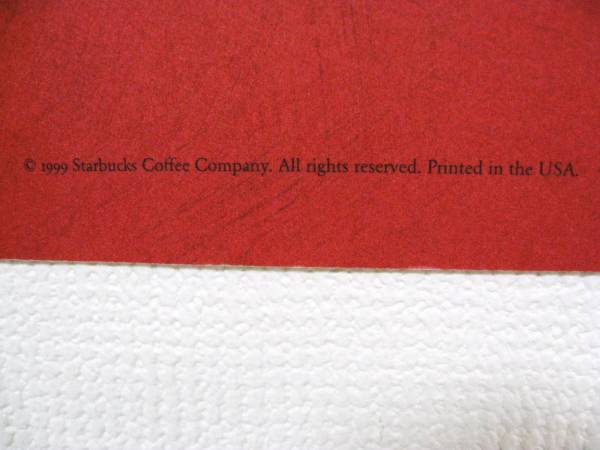 © 1999 Starbucks Coffee Company. All rights reserved. Printed in the USA.